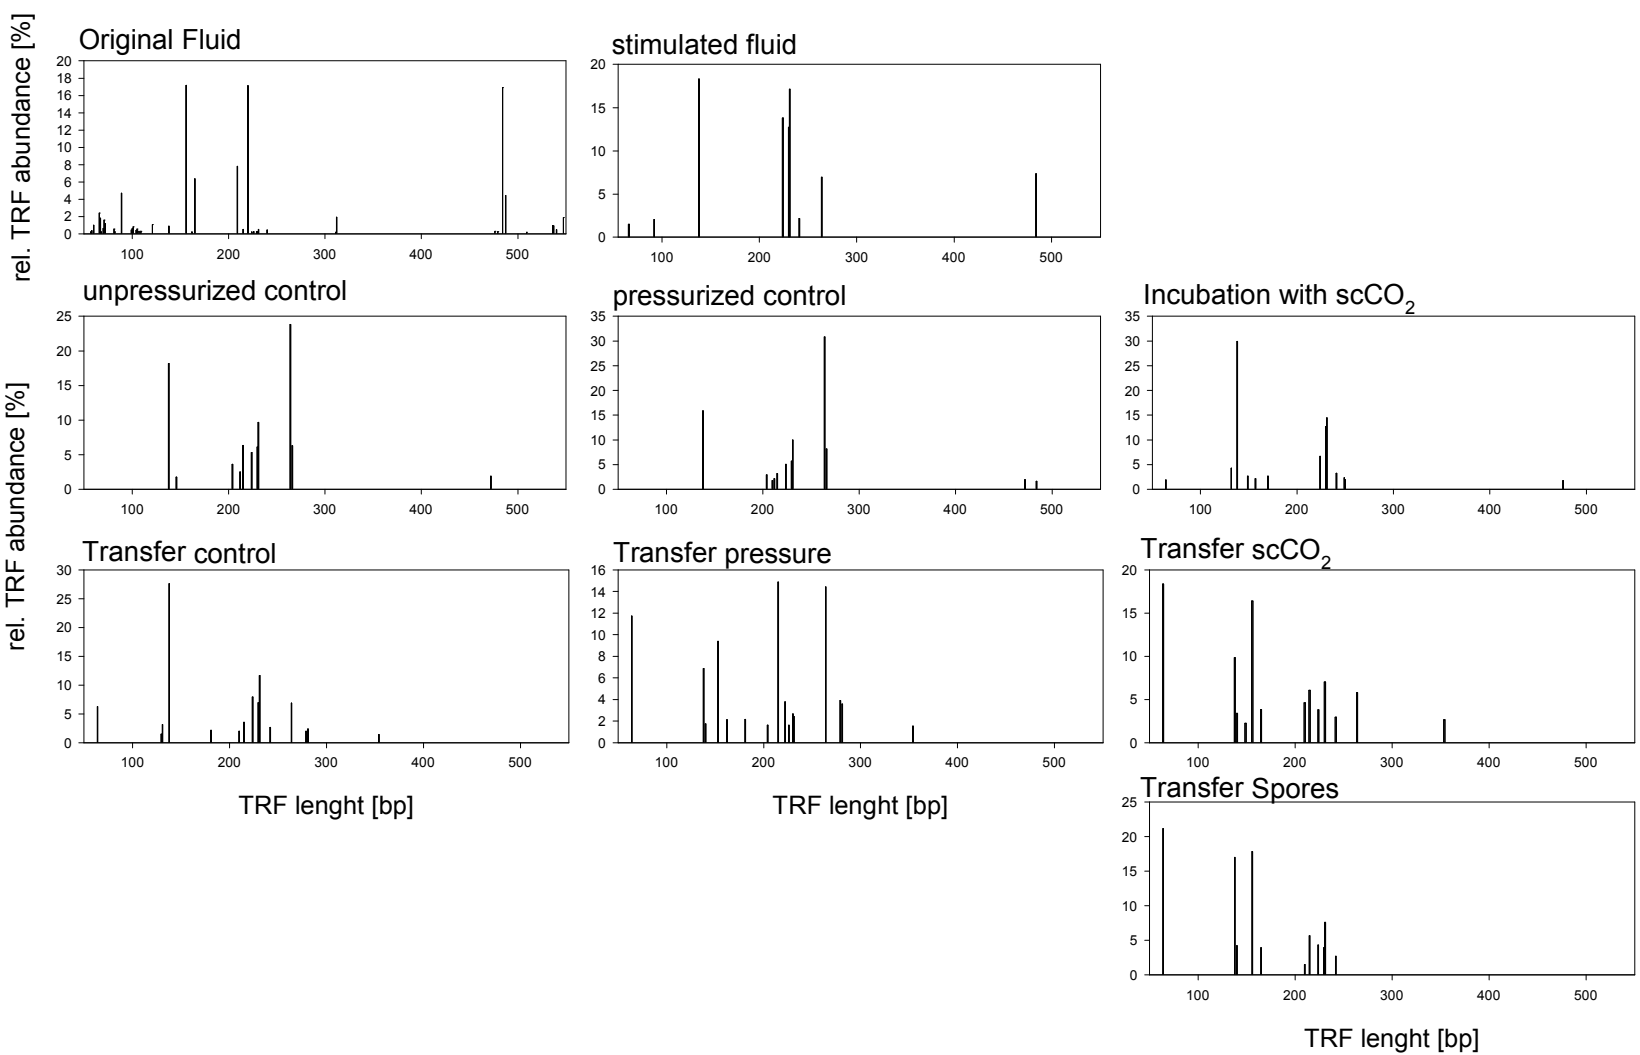 Original Fluid
stimulated fluid
rel. TRF abundance [%]
20
18
16
14
12
10
8
6
4
2
0
100 200 300 400 500
20
15
10
5
0
100 200 300 400 500
unpressurized control
pressurized control
Incubation with scCO2
rel. TRF abundance [%]
25
20
15
10
5
0
100 200 300 400 500
35
30
25
20
15
10
5
0
100 200 300 400 500
35
30
25
20
15
10
5
0
100 200 300 400 500
Transfer control
Transfer pressure
Transfer scCO2
30
25
20
15
10
5
0
100 200 300 400 500
TRF lenght [bp]
16
14
12
10
8
6
4
2
0
100 200 300 400 500
TRF lenght [bp]
20
15
10
5
0
100 200 300 400 500
Transfer Spores
25
20
15
10
5
0
100 200 300 400 500
TRF lenght [bp]